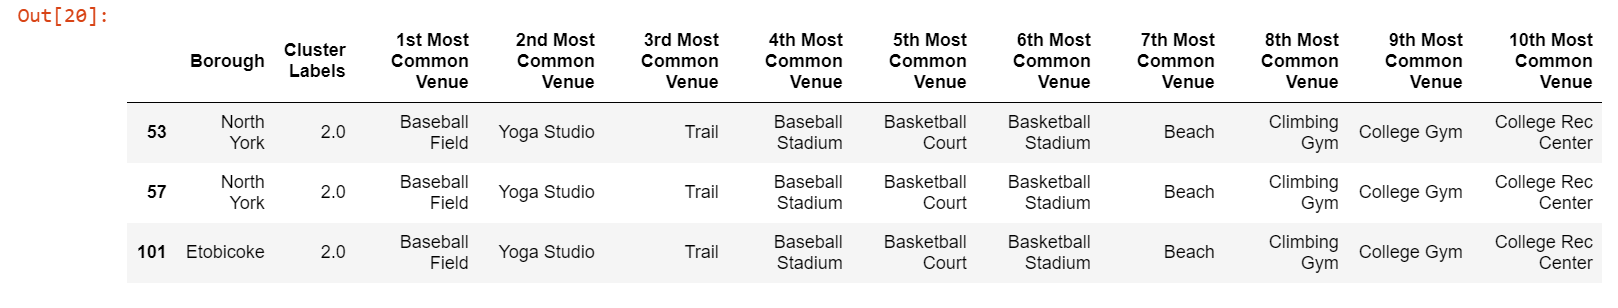 Out[20]:
Borough Cluster Labels 1st Most Common Venue 2nd Most Common Venue 3rd Most Common Venue 4th Most Common Venue 5th Most Common Venue 6th Most Common Venue 7th Most Common Venue 8th Most Common Venue 9th Most Common Venue 10th Most Common Venue
53 North York 2.0 Baseball Field Yoga Studio Trail Baseball Stadium Basketball Court Basketball Stadium Beach Climbing Gym College Gym College Rec Center
57 North York 2.0 Baseball Field Yoga Studio Trail Baseball Stadium Basketball Court Basketball Stadium Beach Climbing Gym College Gym College Rec Center
101 Etobicoke 2.0 Baseball Field Yoga Studio Trail Baseball Stadium Basketball Court Basketball Stadium Beach Climbing Gym College Gym College Rec Center